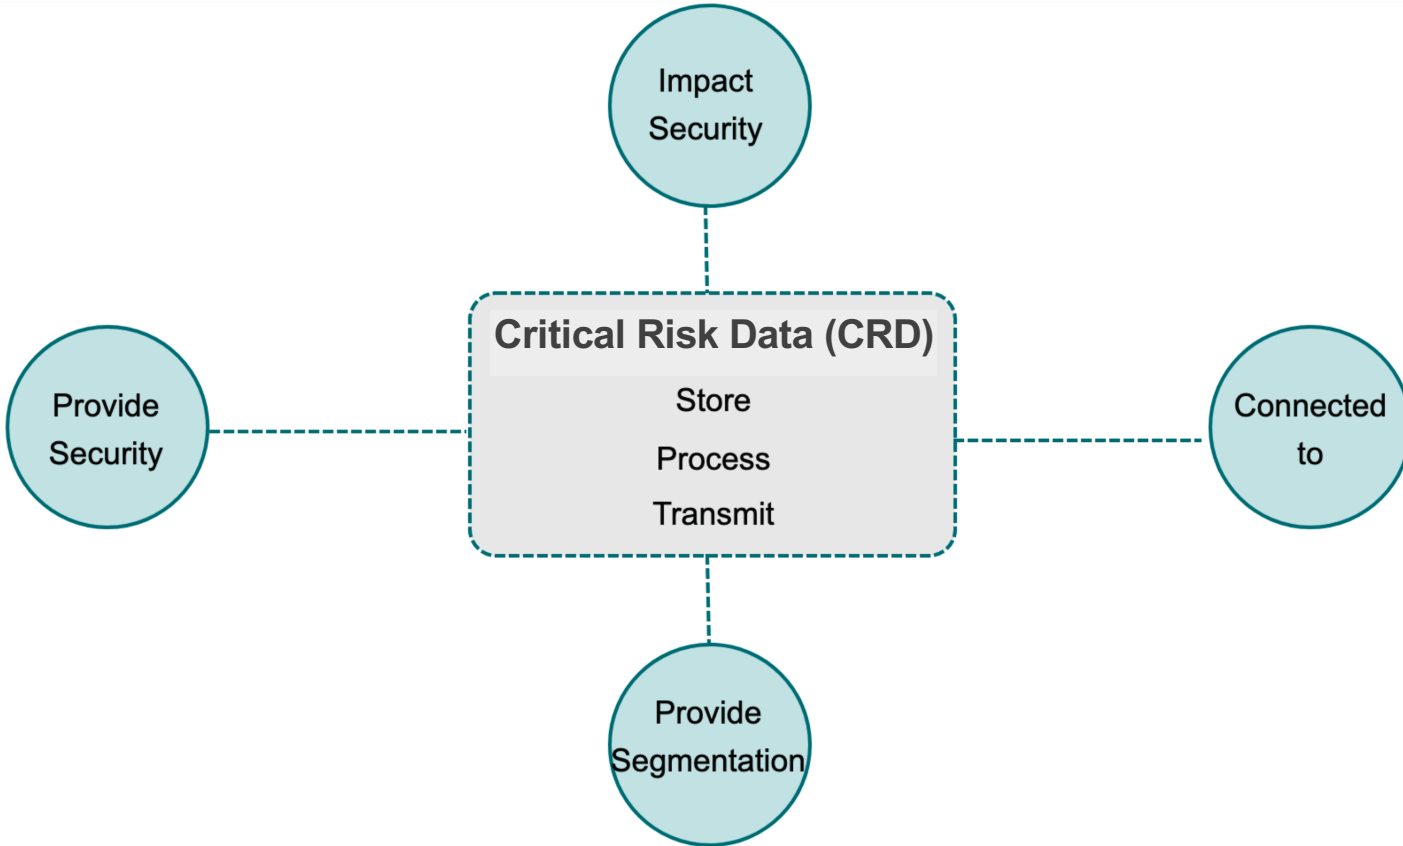 Impact
Security
Critical Risk Data (CRD)
Store
Process
Transmit
Provide
Security
Connected
to
Provide
Segmentation